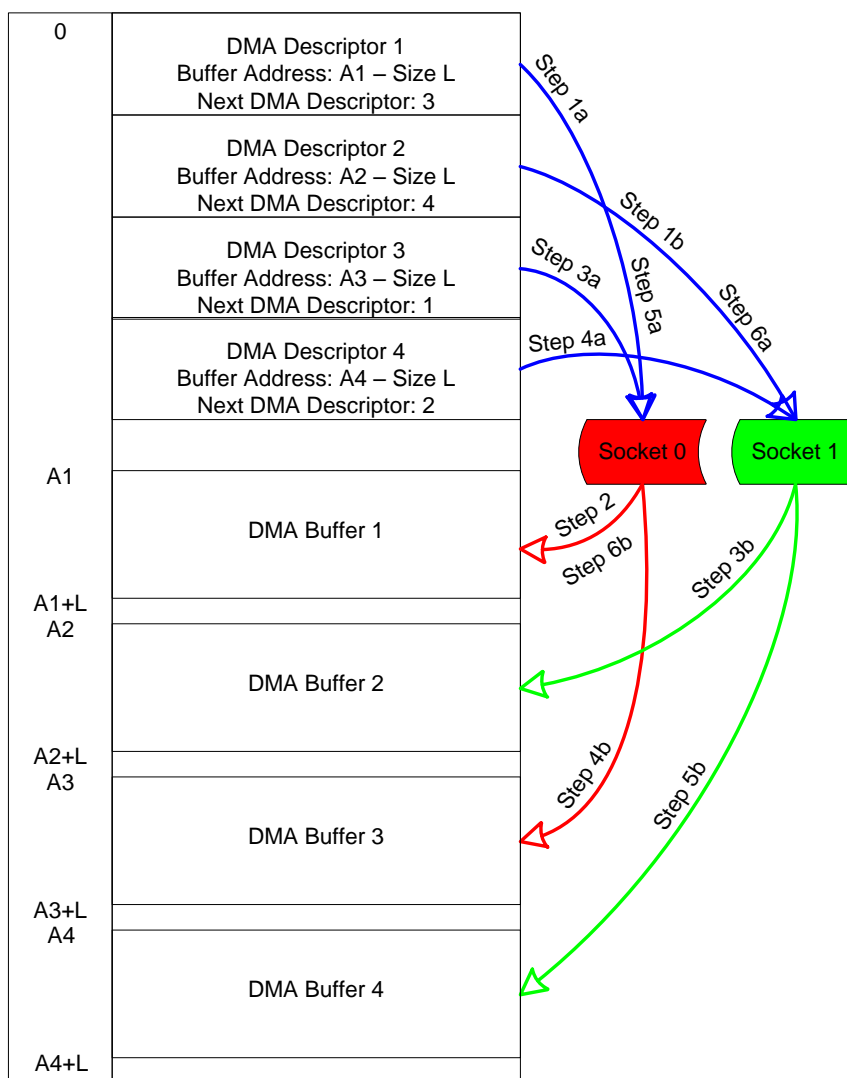 0
DMA Descriptor 1
Buffer Address: A1 – Size L
Next DMA Descriptor: 3
DMA Descriptor 2
Buffer Address: A2 – Size L
Next DMA Descriptor: 4
DMA Descriptor 3
Buffer Address: A3 – Size L
Next DMA Descriptor: 1
DMA Descriptor 4
Buffer Address: A4 – Size L
Next DMA Descriptor: 2
Step 1a
Step 1b
Step 3a
Step 5a
Step 6a
Step 4a
Socket 0
Socket 1
A1
DMA Buffer 1
Step 2
Step 6b
Step 3b
A1+L
A2
DMA Buffer 2
A2+L
A3
Step 4b
Step 5b
DMA Buffer 3
A3+L
A4
DMA Buffer 4
A4+L